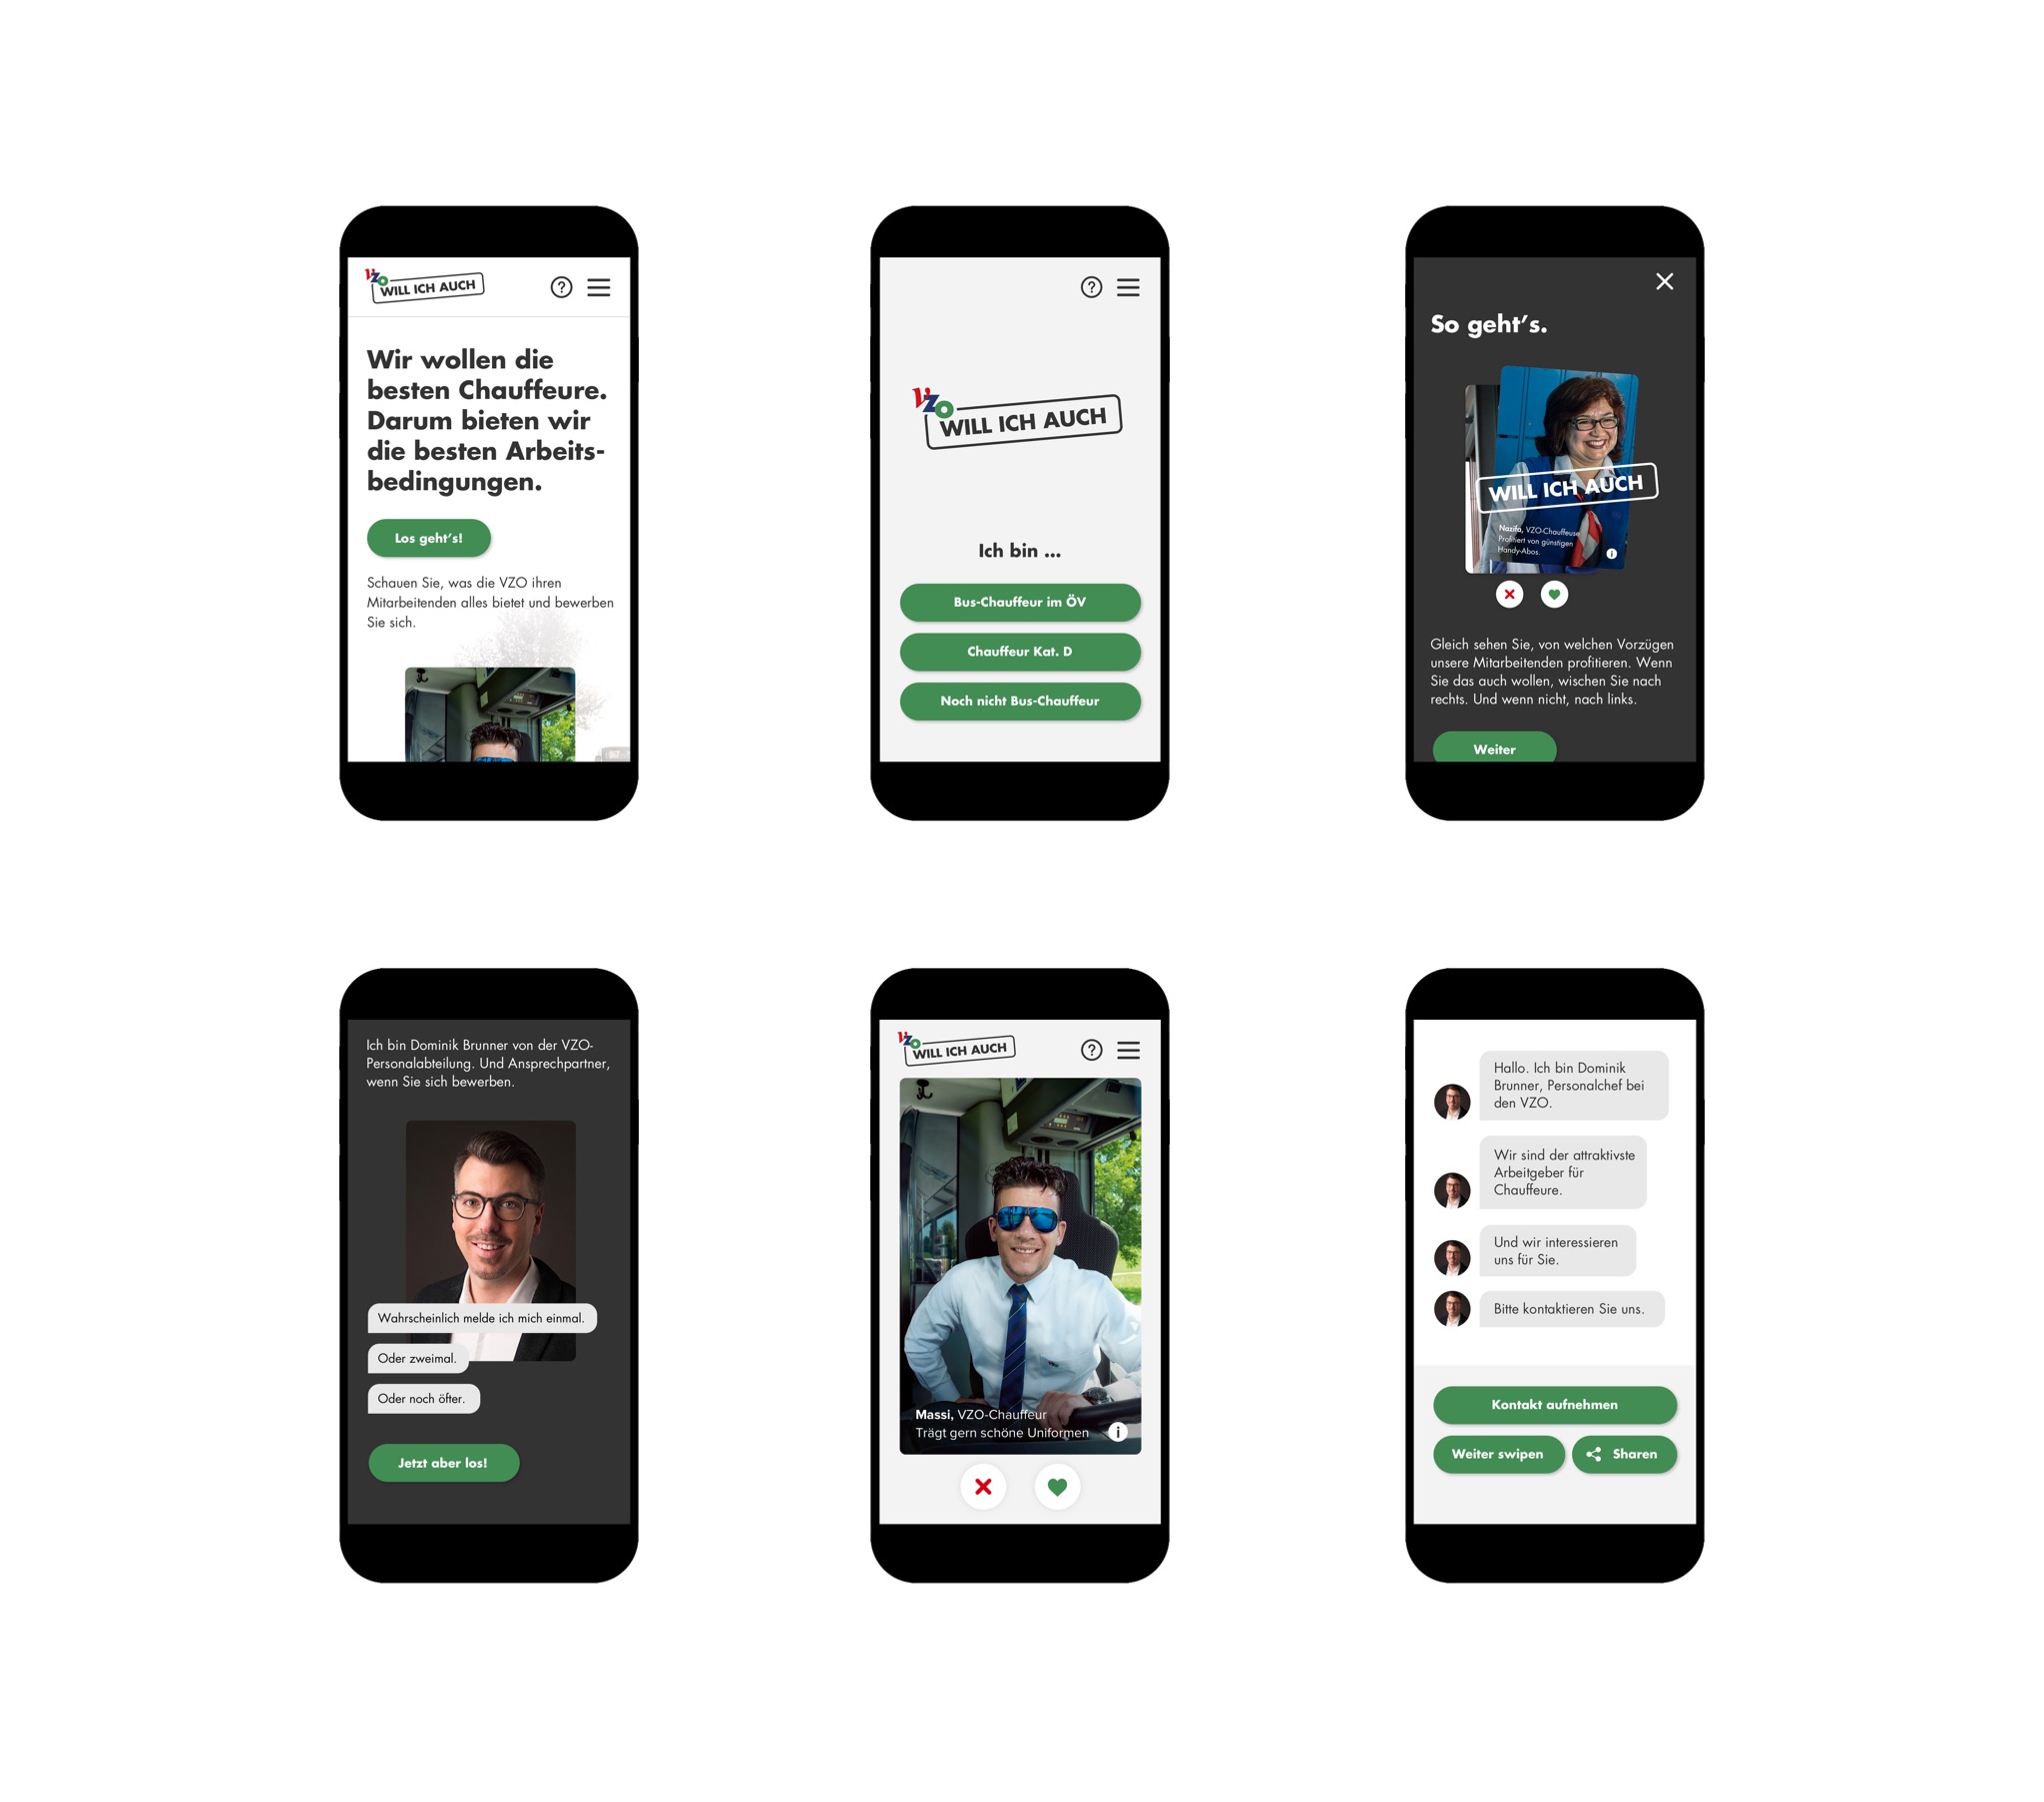 VZO
WILL ICH AUCH
Wir wollen die
besten Chauffeure.
Darum bieten wir
die besten Arbeits-
bedingungen.
Los geht's!
Schauen Sie, was die VZO ihren
Mitarbeitenden alles bietet und bewerben
Sie sich.
VZO
WILL ICH AUCH
Ich bin ...
Bus-Chauffeur im ÖV
Chauffeur Kat. D
Noch nicht Bus-Chauffeur
So geht's.
WILL ICH AUCH
Nazifa, VZO-Chauffeuse
Profitiert von günstigen
Handy-Abos.
Gleich sehen Sie, von welchen Vorzügen
unsere Mitarbeitenden profitieren. Wenn
Sie das auch wollen, wischen Sie nach
rechts. Und wenn nicht, nach links.
Weiter
Ich bin Dominik Brunner von der VZO-
Personalabteilung. Und Ansprechpartner,
wenn Sie sich bewerben.
Wahrscheinlich melde ich mich einmal.
Oder zweimal.
Oder noch öfter.
Jetzt aber los!
VZO
WILL ICH AUCH
Massi, VZO-Chauffeur
Trägt gern schöne Uniformen
Hallo. Ich bin Dominik
Brunner, Personalchef bei
den VZO.
Wir sind der attraktivste
Arbeitgeber für
Chauffeure.
Und wir interessieren
uns für Sie.
Bitte kontaktieren Sie uns.
Kontakt aufnehmen
Weiter swipen
Sharen